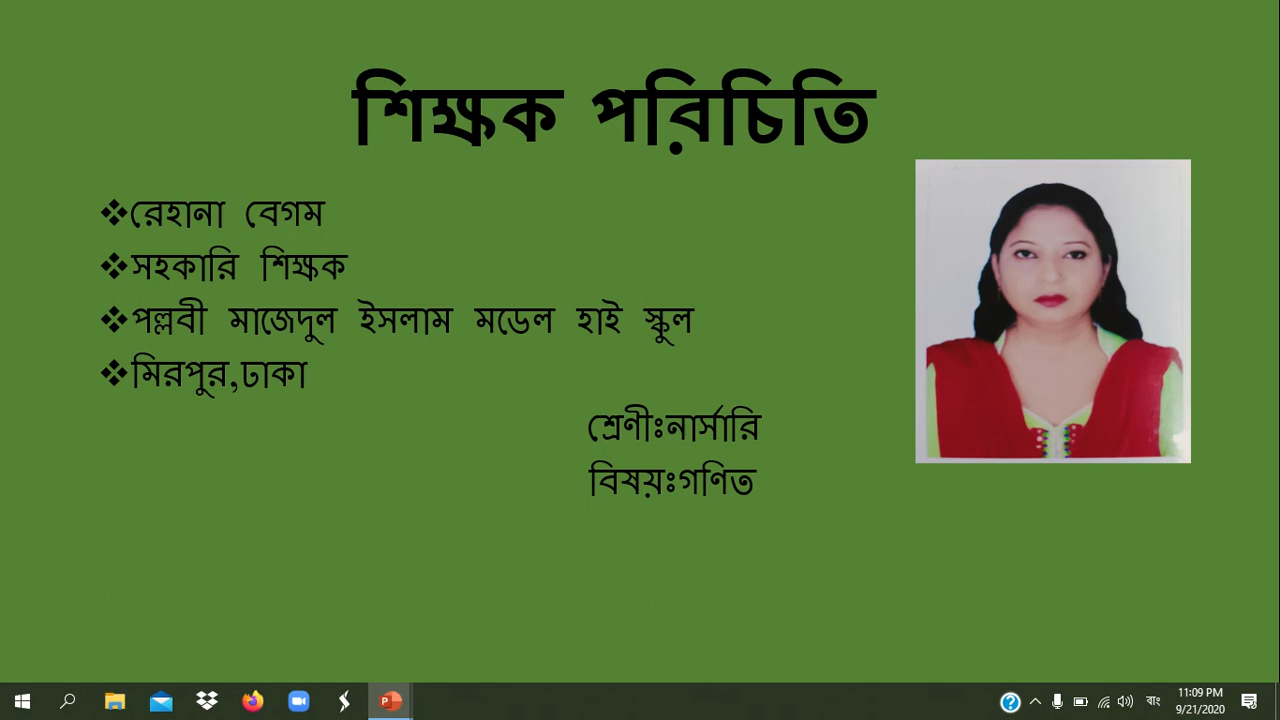 শিক্ষক পরিচিতি
❖রেহানা বেগম
❖সহকারি শিক্ষক
❖পল্লবী মাজেদুল ইসলাম মডেল হাই স্কুল
❖মিরপুর,ঢাকা
শ্রেণীঃনার্সারি
বিষয়ঃগণিত
বাং
11:09 PM
9/21/2020